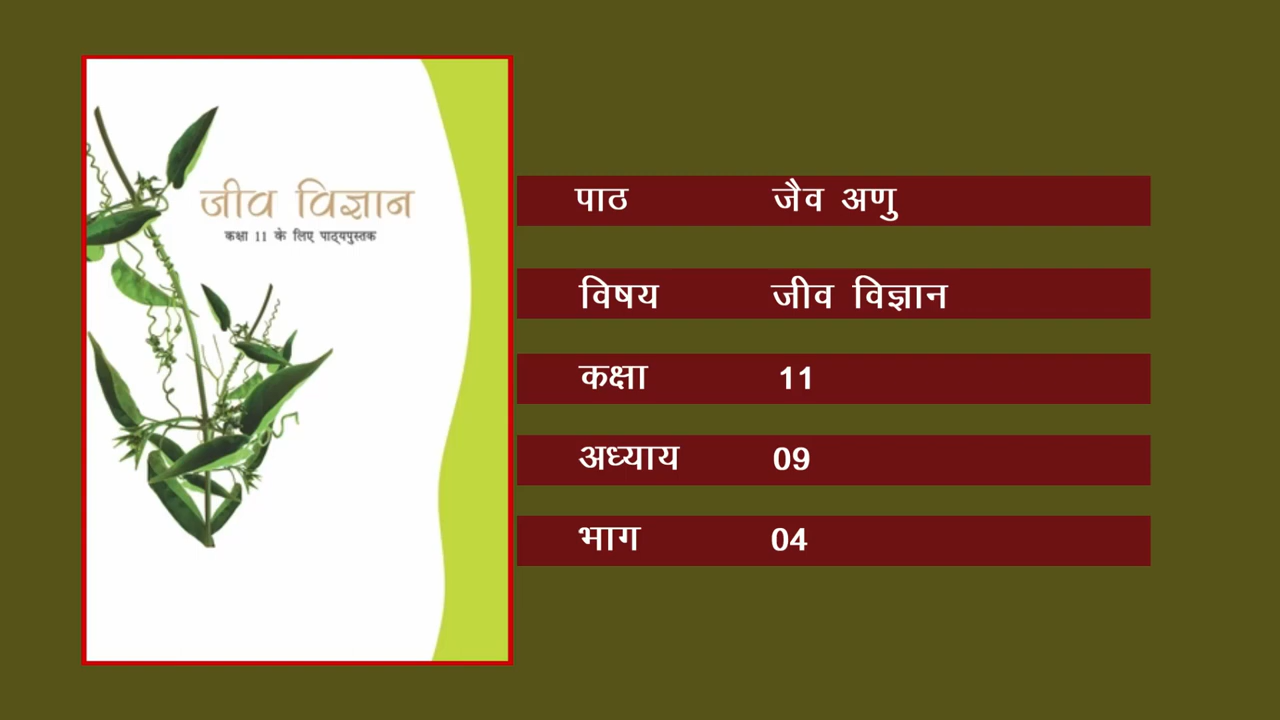 जीव विज्ञान
कक्षा 11 के लिए पाठ्यपुस्तक
पाठ जैव अणु
विषय जीव विज्ञान
कक्षा 11
अध्याय 09
भाग 04